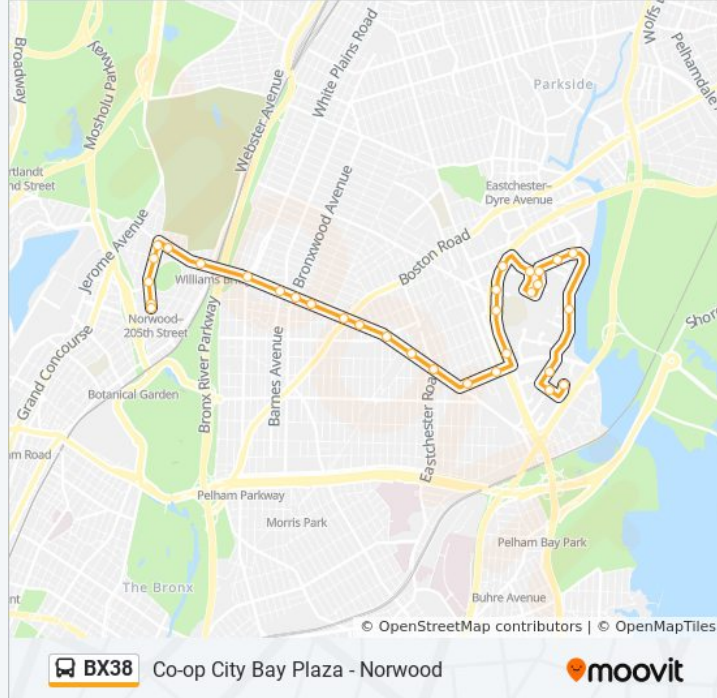 Broadway
Mosholu Parkway
Webster Avenue
White Plains Road
Wolfs
Pelhamdale
Parkside
rtlandt
nd Street
Jerome Avenue
Bronxwood Avenue
Eastchester–
Dyre Avenue
Boston Road
Williams
Norwood–
205th Street
Shor
Grand Concourse
Bronx River Parkway
Barnes Avenue
Eastchester Roa
Botanical Garden
am Road
Pelham Parkway
Morris Park
Pelham Bay Park
The Bronx
Buhre Avenue
nt
© OpenStreetMap contributors | © OpenMapTiles
BX38
Co-op City Bay Plaza - Norwood
moovit